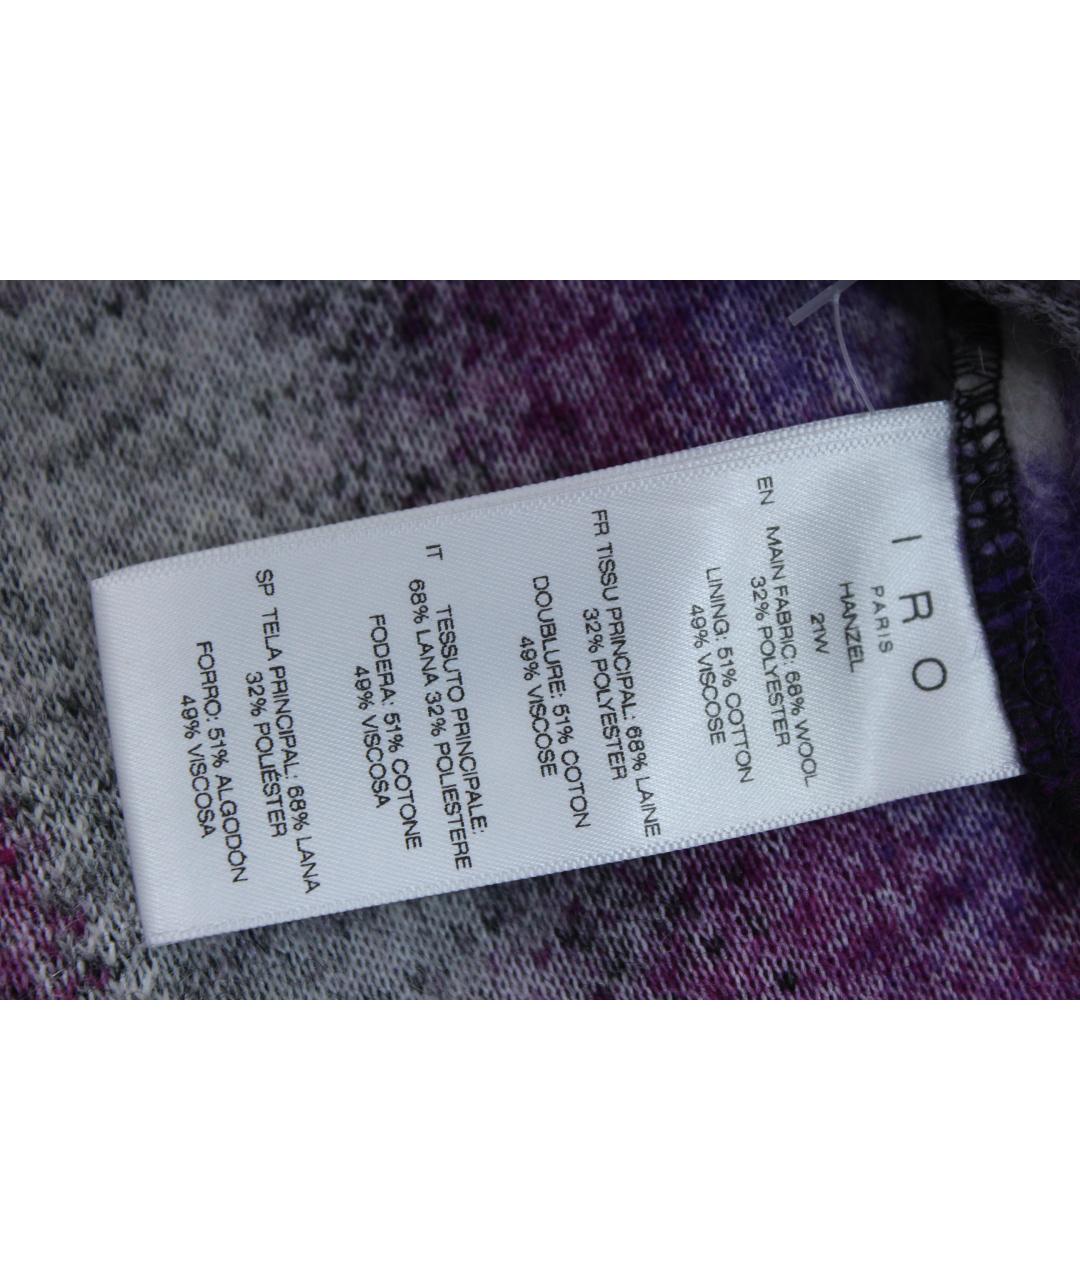 IRO
PARIS
HANZEL
21W
EN MAIN FABRIC: 68% WOOL
32% POLYESTER
LINING: 51% COTTON
49% VISCOSE
FR TISSU PRINCIPAL: 68% LAINE
32% POLYESTER
DOUBLURE: 51% COTON
49% VISCOSE
IT TESSUTO PRINCIPALE:
68% LANA 32% POLIESTERE
FODERA: 51% COTONE
49% VISCOSA
SP TELA PRINCIPAL: 68% LANA
32% POLIÉSTER
FORRO: 51% ALGODÓN
49% VISCOSA